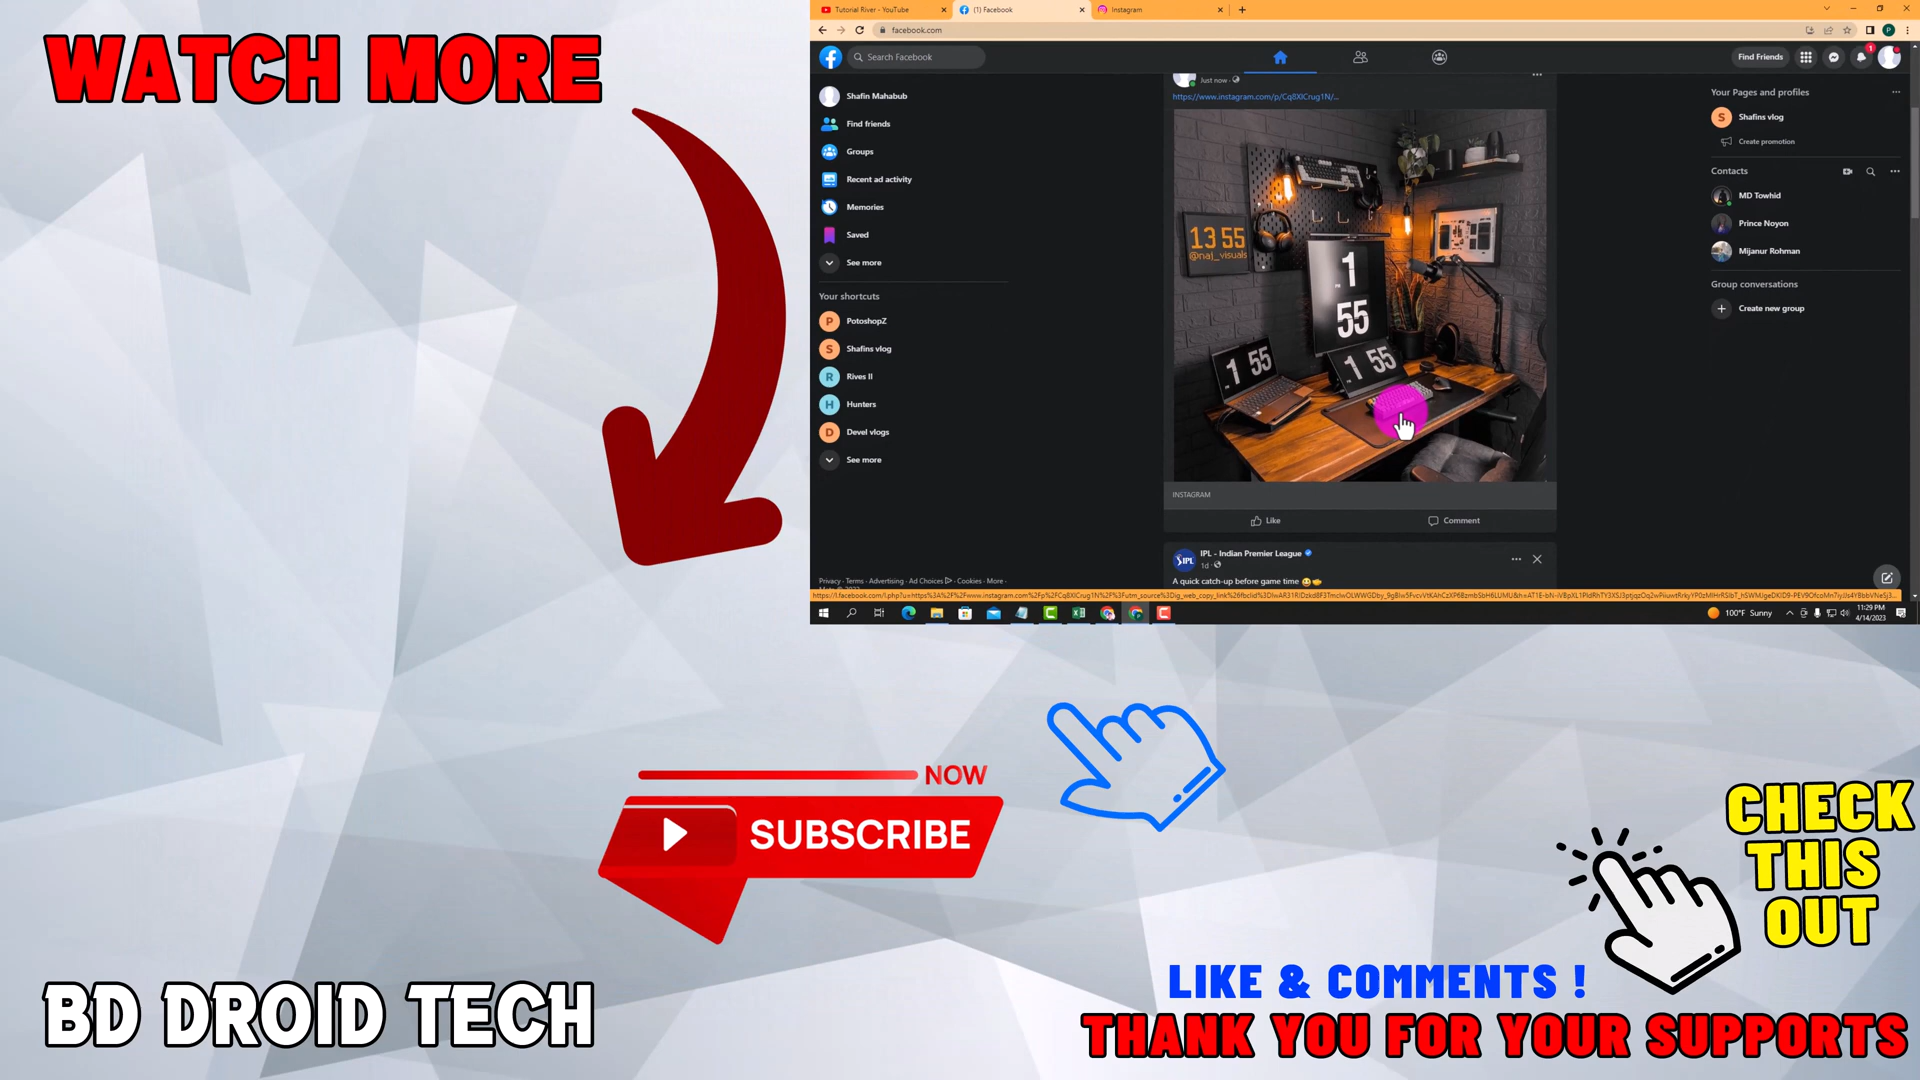 WATCH MORE
Tutorial River - YouTube
(1) Facebook
Instagram
facebook.com
Search Facebook
Find Friends
1
Shafin Mahabub
Find friends
Groups
Recent ad activity
Memories
Saved
See more
Your shortcuts
P PotoshopZ
S Shafins vlog
R Rives II
H Hunters
D Devel vlogs
See more
Privacy · Terms · Advertising · Ad Choices · Cookies · More ·
Just now ·
https://www.instagram.com/p/Cq8XlCrug1N/...
13 55
@naj_visuals
1
55
1 55
1 55
INSTAGRAM
Like
Comment
IPL - Indian Premier League
1d ·
A quick catch-up before game time
Your Pages and profiles
S Shafins vlog
Create promotion
Contacts
MD Towhid
Prince Noyon
Mijanur Rohman
Group conversations
Create new group
100°F Sunny
11:29 PM
4/14/2023
NOW
SUBSCRIBE
CHECK
THIS
OUT
BD DROID TECH
LIKE & COMMENTS !
THANK YOU FOR YOUR SUPPORTS